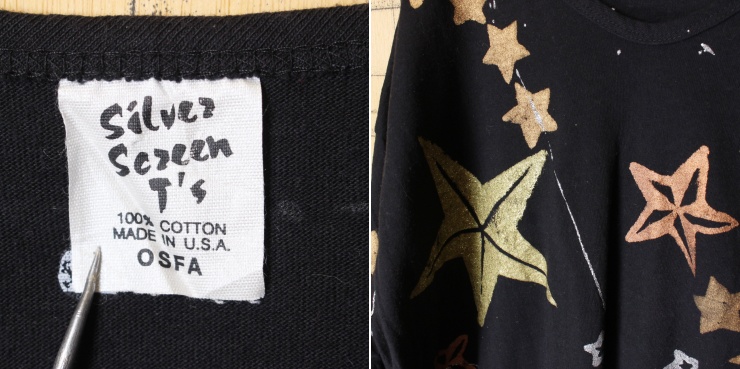 Silver
Screen
T's
100% COTTON
MADE IN U.S.A.
OSFA